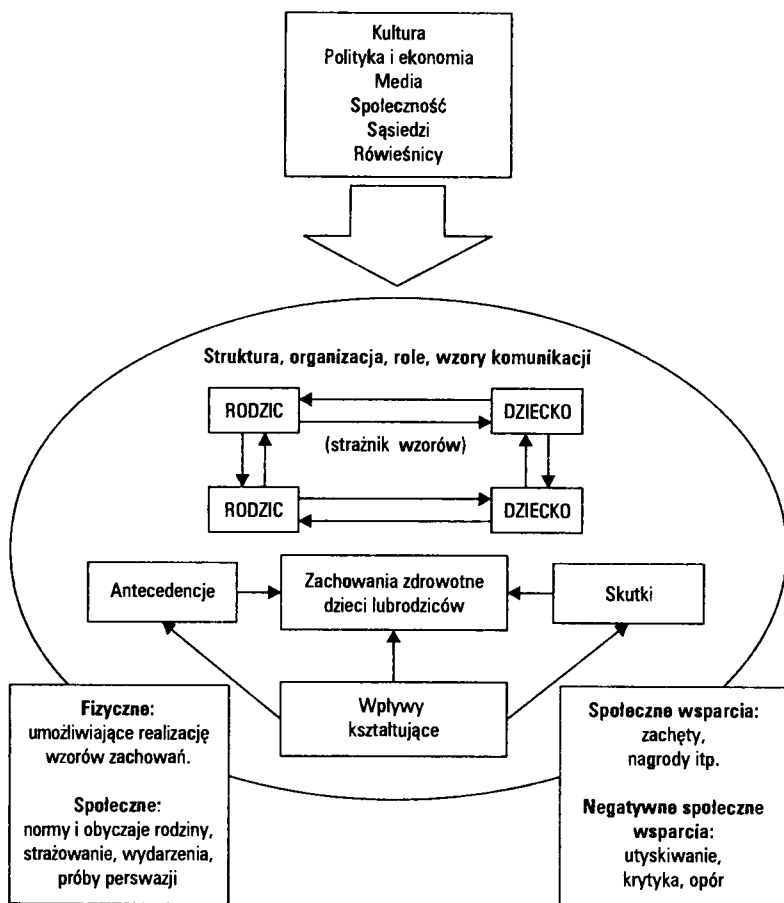 Kultura
Polityka i ekonomia
Media
Społeczność
Sąsiedzi
Rówieśnicy
Struktura, organizacja, role, wzory komunikacji
RODZIC
DZIECKO
(strażnik wzorów)
RODZIC
DZIECKO
Antecedencje
Zachowania zdrowotne
dzieci lubrodziców
Skutki
Wpływy
kształtujące
Fizyczne:
umożliwiające realizację
wzorów zachowań.
Społeczne:
normy i obyczaje rodziny,
strażowanie, wydarzenia,
próby perswazji
Społeczne wsparcia:
zachęty,
nagrody itp.
Negatywne społeczne
wsparcia:
utyskiwanie,
krytyka, opór